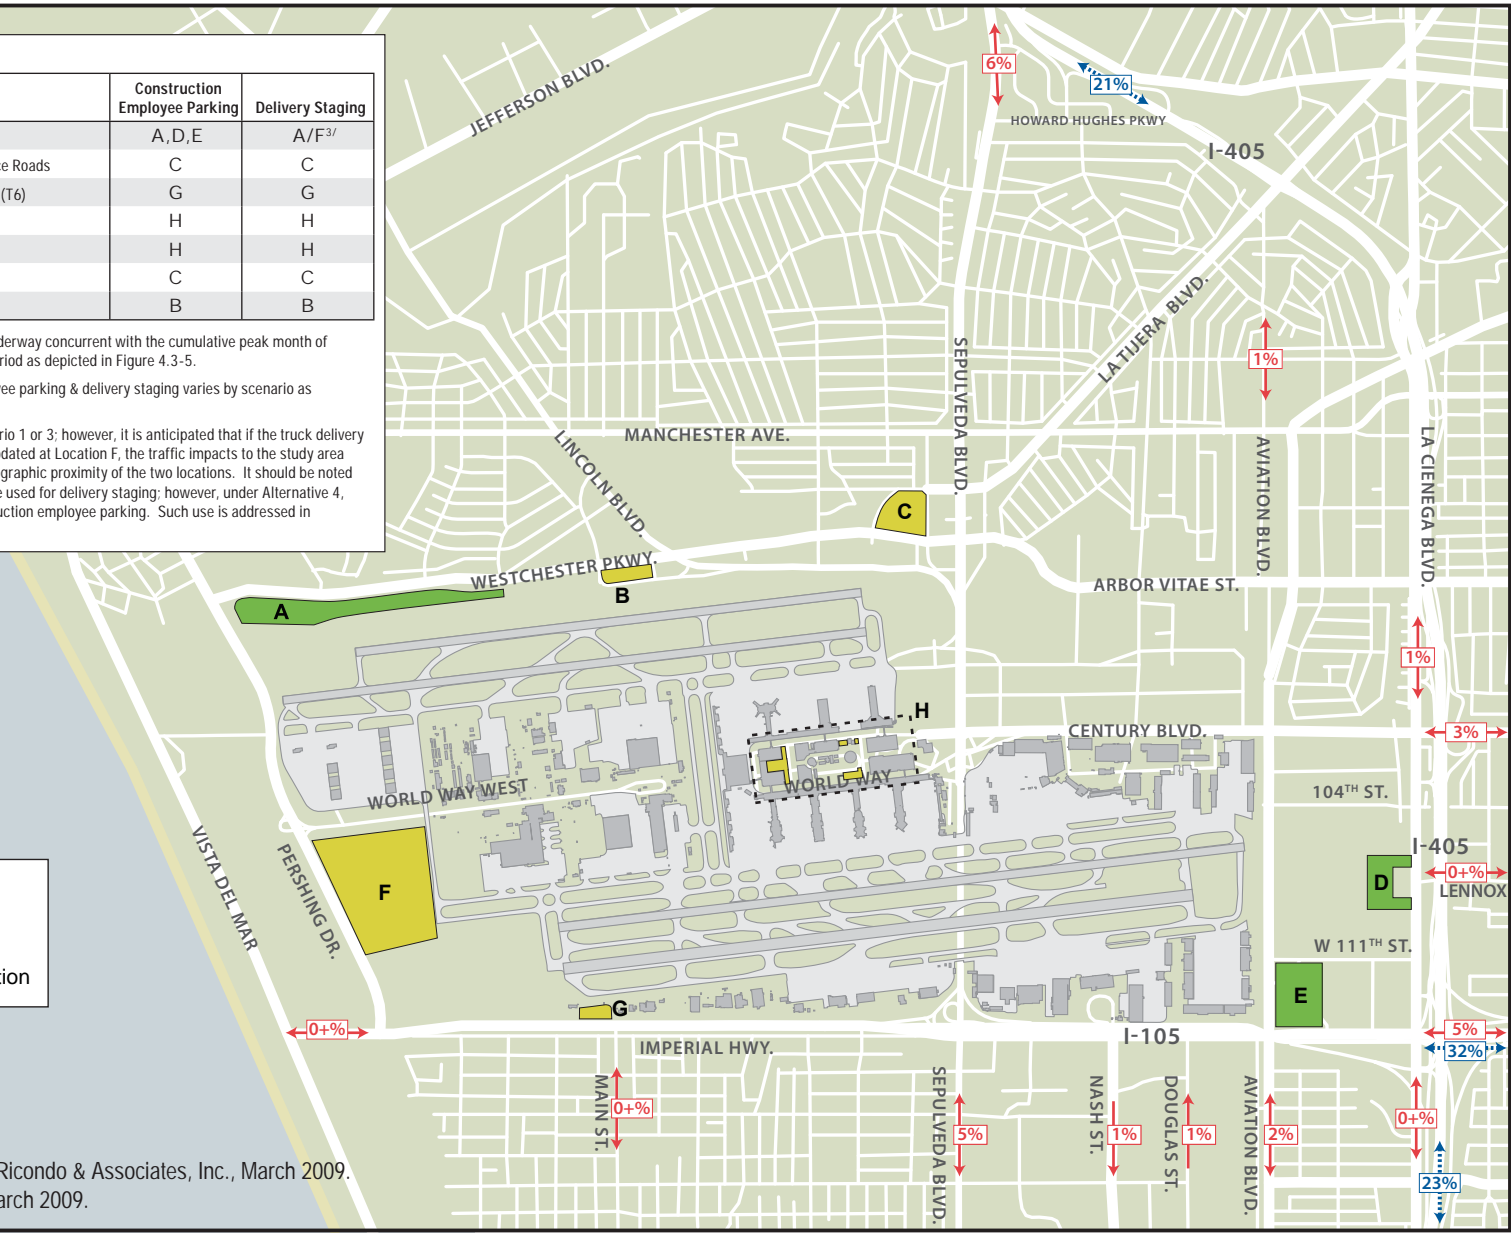 Construction
Employee Parking
Delivery Staging
A,D,E
A/F3/
ce Roads
C
C
(T6)
G
G
H
H
H
H
C
C
B
B
derway concurrent with the cumulative peak month of
riod as depicted in Figure 4.3-5.
yee parking & delivery staging varies by scenario as
rio 1 or 3; however, it is anticipated that if the truck delivery
odated at Location F, the traffic impacts to the study area
graphic proximity of the two locations. It should be noted
e used for delivery staging; however, under Alternative 4,
uction employee parking. Such use is addressed in
JEFFERSON BLVD.
6%
21%
HOWARD HUGHES PKWY
I-405
LA TIJERA BLVD.
SEPULVEDA BLVD.
1%
MANCHESTER AVE.
LINCOLN BLVD.
AVIATION BLVD.
LA CIENEGA BLVD.
C
WESTCHESTER PKWY.
B
A
ARBOR VITAE ST.
1%
H
CENTURY BLVD.
3%
WORLD WAY
WORLD WAY WEST
104TH ST.
I-405
VISTA DEL MAR
PERSHING DR.
F
D
0+%
LENNOX
W 111TH ST.
E
tion
G
0+%
IMPERIAL HWY.
I-105
5%
32%
MAIN ST.
0+%
SEPULVEDA BLVD.
5%
NASH ST.
1%
DOUGLAS ST.
1%
AVIATION BLVD.
2%
0+%
23%
Ricondo & Associates, Inc., March 2009.
arch 2009.